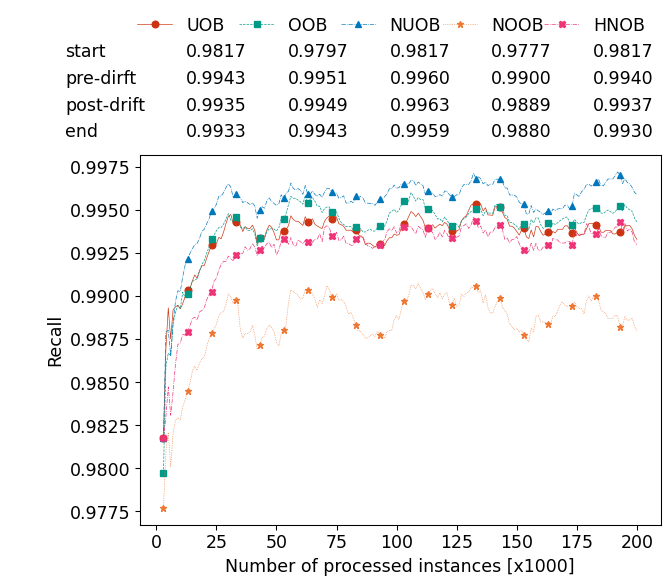 UOB OOB NUOB NOOB HNOB
start 0.9817 0.9797 0.9817 0.9777 0.9817
pre-dirft 0.9943 0.9951 0.9960 0.9900 0.9940
post-drift 0.9935 0.9949 0.9963 0.9889 0.9937
end 0.9933 0.9943 0.9959 0.9880 0.9930
0.9975
0.9950
0.9925
0.9900
0.9875
0.9850
0.9825
0.9800
0.9775
Recall
0 25 50 75 100 125 150 175 200
Number of processed instances [x1000]